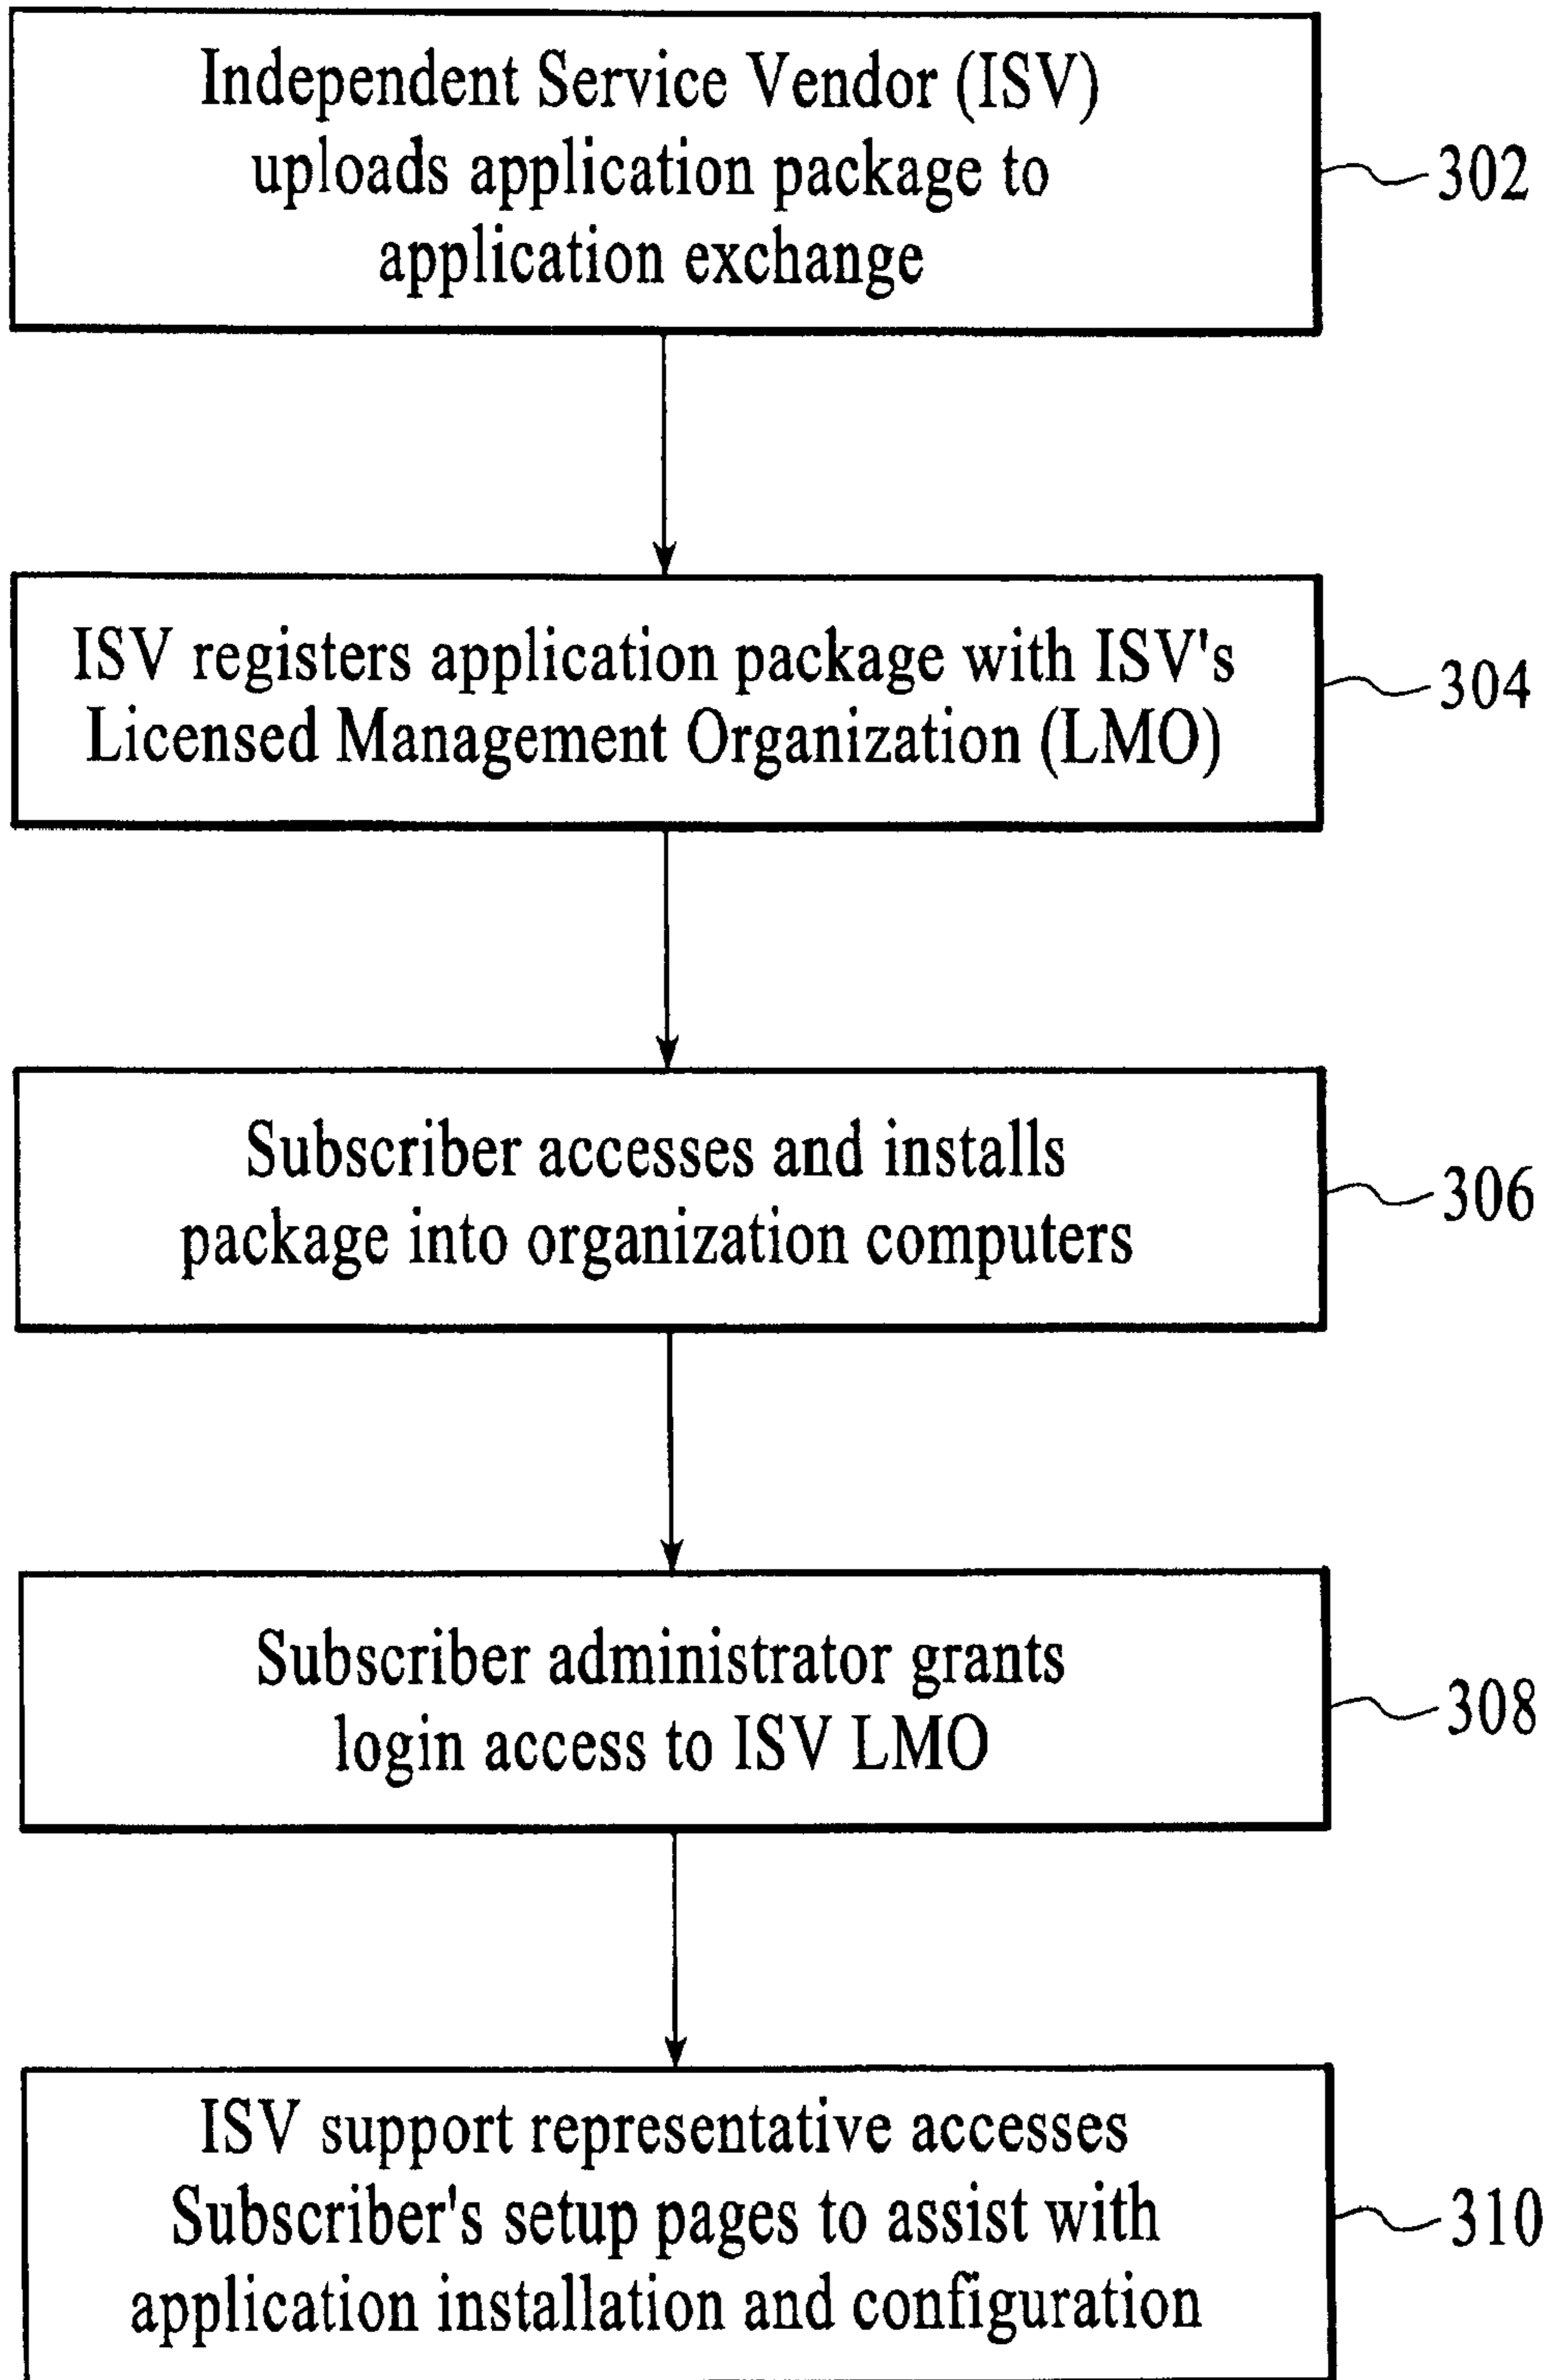 Independent Service Vendor (ISV)
uploads application package to
application exchange
302
ISV registers application package with ISV's
Licensed Management Organization (LMO)
304
Subscriber accesses and installs
package into organization computers
306
Subscriber administrator grants
login access to ISV LMO
308
ISV support representative accesses
Subscriber's setup pages to assist with
application installation and configuration
310